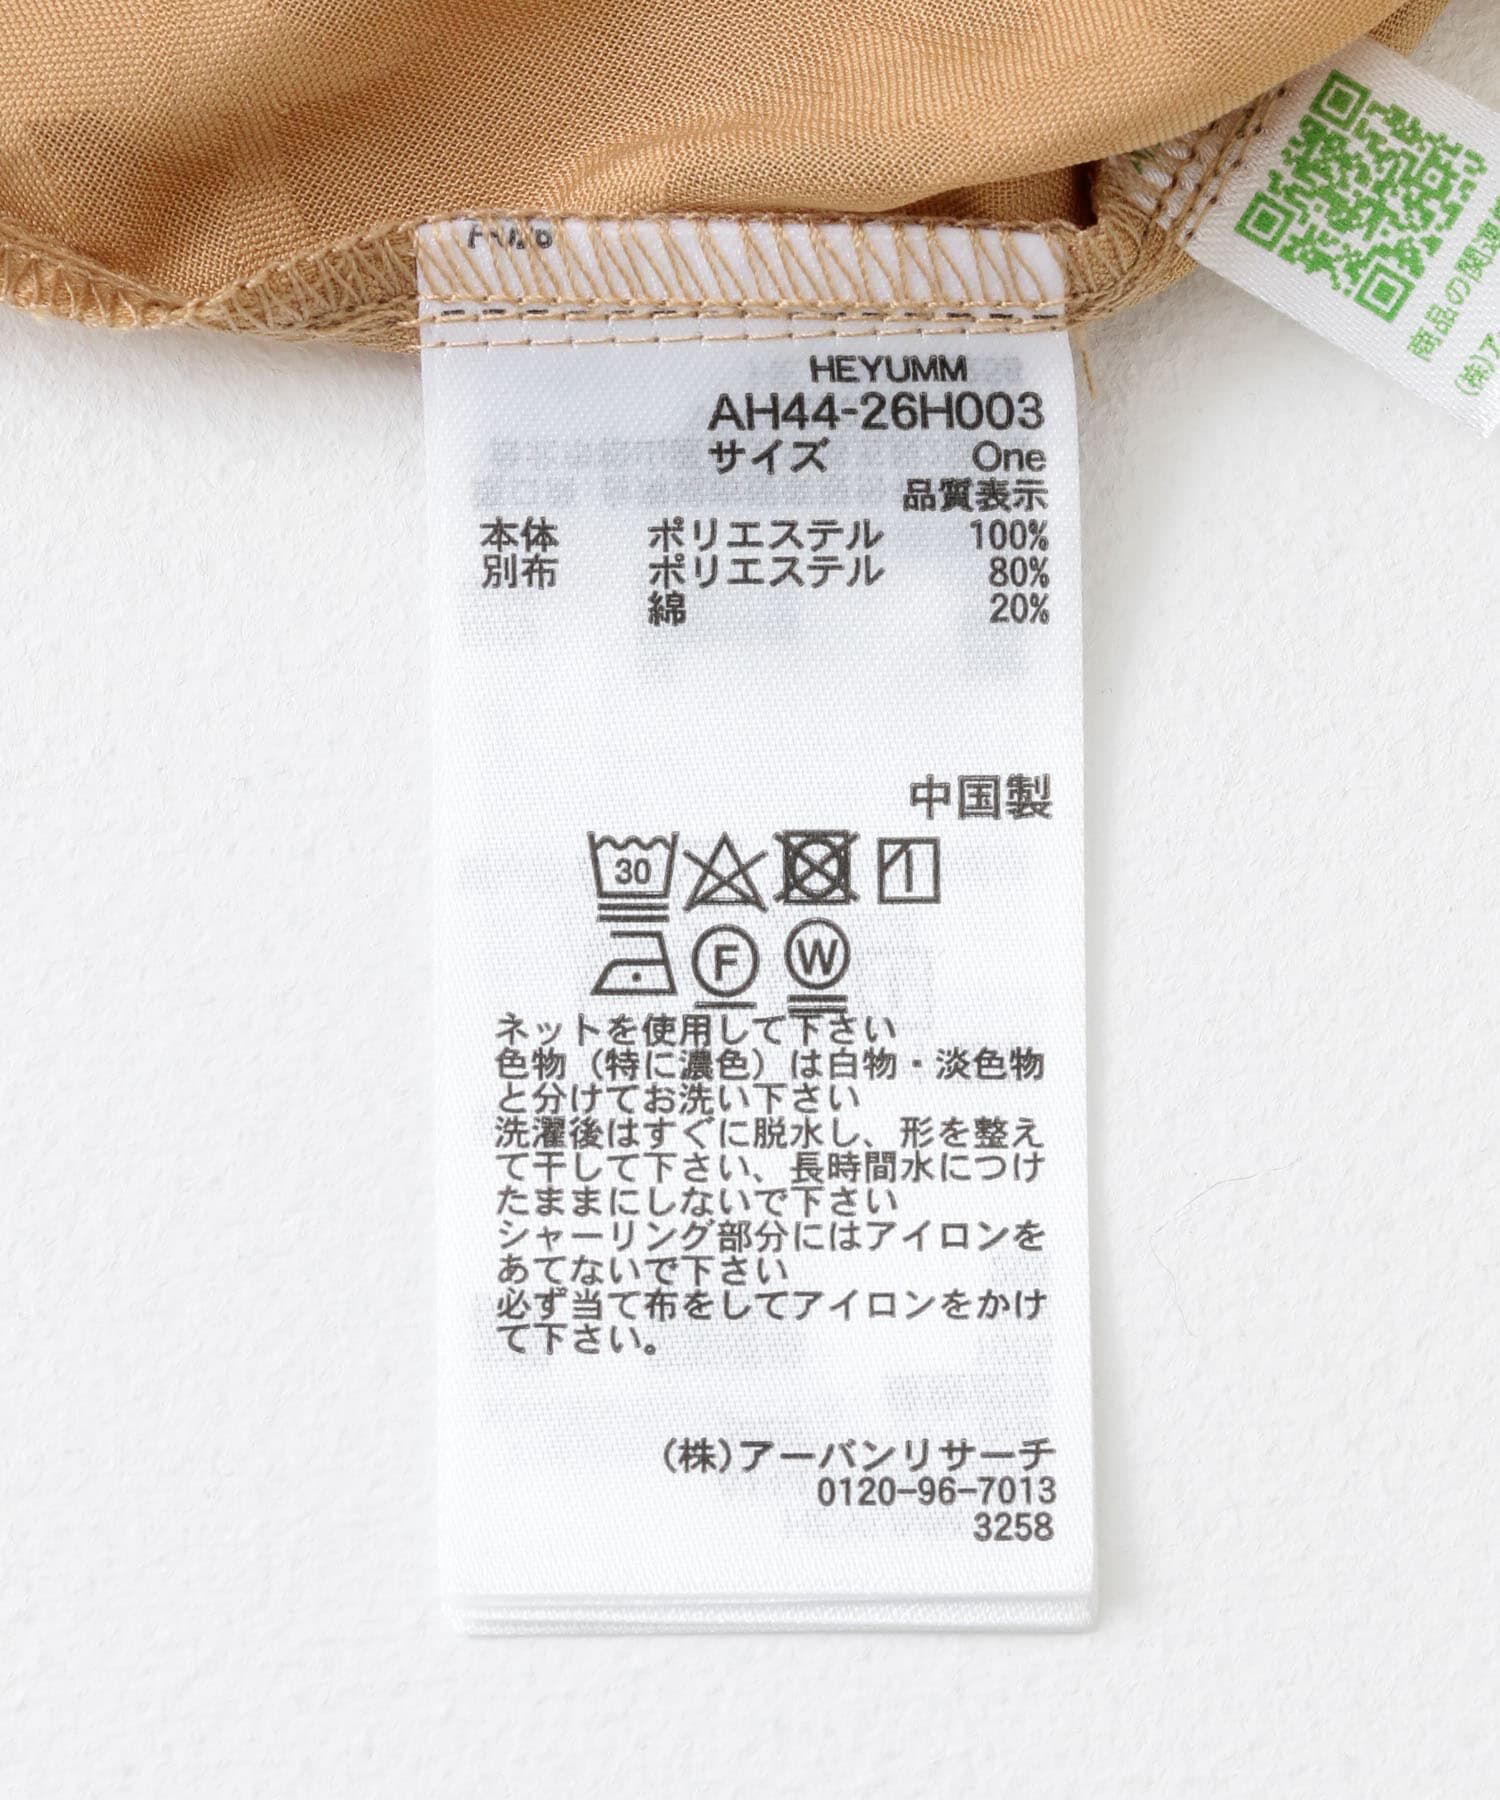 HEYUMM
AH44-26H003
サイズ One
品質表示
本体 ポリエステル 100%
別布 ポリエステル 80%
綿 20%
中国製
30
F W
ネットを使用して下さい
色物（特に濃色）は白物・淡色物
と分けてお洗い下さい
洗濯後はすぐに脱水し、形を整え
て干して下さい、長時間水につけ
たままにしないで下さい
シャーリング部分にはアイロンを
あてないで下さい
必ず当て布をしてアイロンをかけ
て下さい。
(株)アーバンリサーチ
0120-96-7013
3258
商品の関連
(株)ア